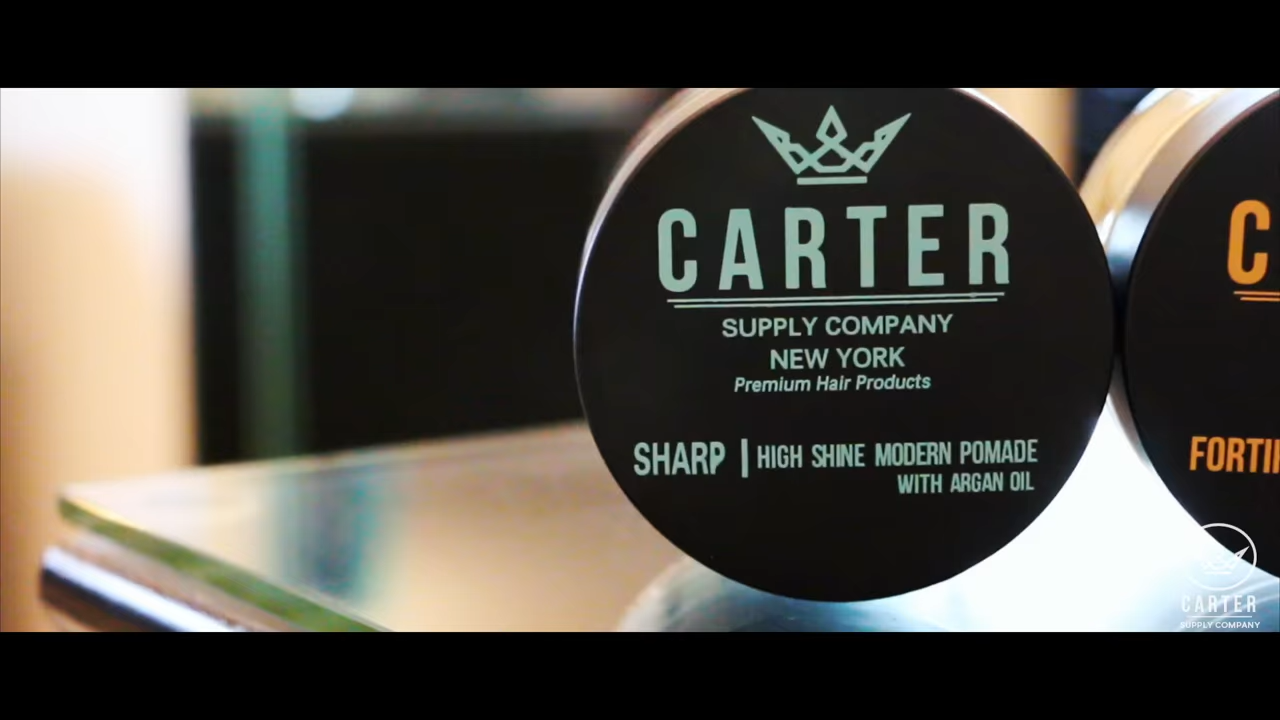 CARTER
SUPPLY COMPANY
NEW YORK
Premium Hair Products
SHARP | HIGH SHINE MODERN POMADE
WITH ARGAN OIL
CARTER
SUPPLY COMPANY